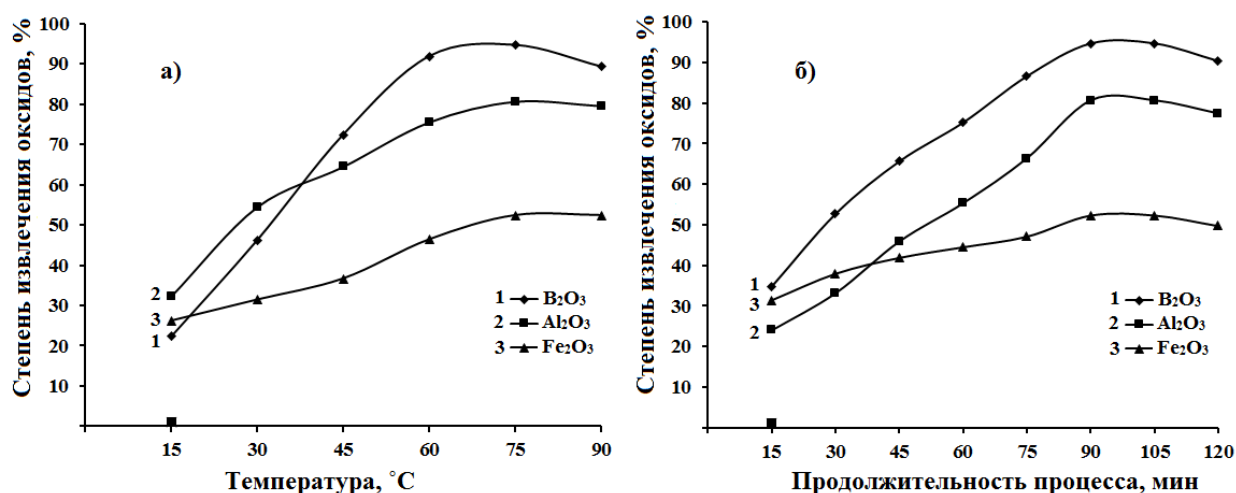 Степень извлечения оксидов, %
100
90
80
70
60
50
40
30
20
10
а)
2
3
1
1 B₂O₃
2 Al₂O₃
3 Fe₂O₃
15 30 45 60 75 90
Температура, ˚С
Степень извлечения оксидов, %
100
90
80
70
60
50
40
30
20
10
б)
1
3
2
1 B₂O₃
2 Al₂O₃
3 Fe₂O₃
15 30 45 60 75 90 105 120
Продолжительность процесса, мин